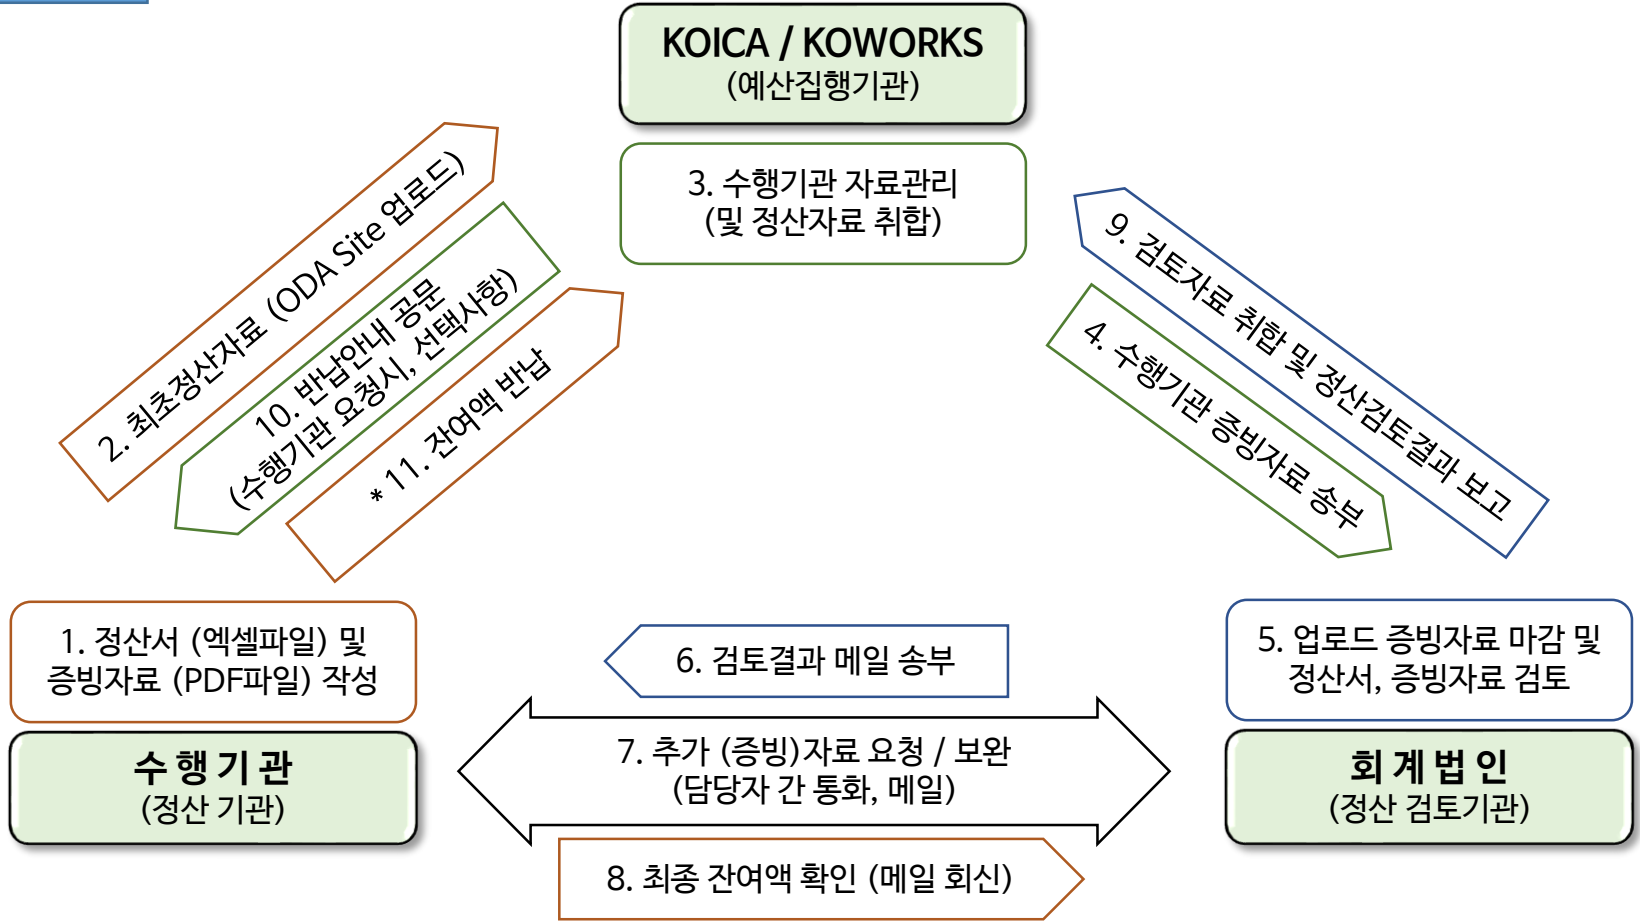 KOICA / KOWORKS
(예산집행기관)
3. 수행기관 자료관리
(및 정산자료 취합)
2. 최초정산자료 (ODA Site 업로드)
10. 반납안내 공문
(수행기관 요청시, 선택사항)
* 11. 잔여액 반납
9. 검토자료 취합 및 정산검토결과 보고
4. 수행기관 증빙자료 송부
1. 정산서 (엑셀파일) 및
증빙자료 (PDF파일) 작성
수 행 기 관
(정산 기관)
6. 검토결과 메일 송부
7. 추가 (증빙)자료 요청 / 보완
(담당자 간 통화, 메일)
8. 최종 잔여액 확인 (메일 회신)
5. 업로드 증빙자료 마감 및
정산서, 증빙자료 검토
회 계 법 인
(정산 검토기관)